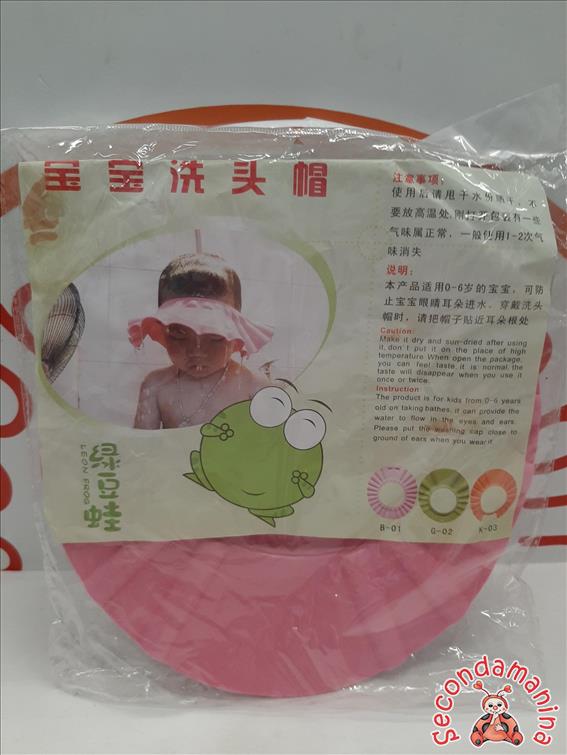 宝宝洗头帽
注意事项:
使用后请甩干水份晒干,不
要放高温处.刚打开包会有一些
气味属正常,一般使用1-2次气
味消失
说明:
本产品适用0-6岁的宝宝,可防
止宝宝眼睛耳朵进水。穿戴洗头
帽时,请把帽子贴近耳朵根处
Caution:
Make it dry and sun-dried after using
it, don't put it on the place of high
temperature When open the package.
you can feel taste, it is normal. the
taste will disappear when you use it
once or twice.
Instruction
The product is for kids from 0-6 years
old on taking bathes. it can provide the
water to flow in the eyes and ears.
Please put the washing cap close to
ground of ears when you wear it.
绿豆蛙
LEOZ FROG
B-01 G-02 K-03
Secondamanina